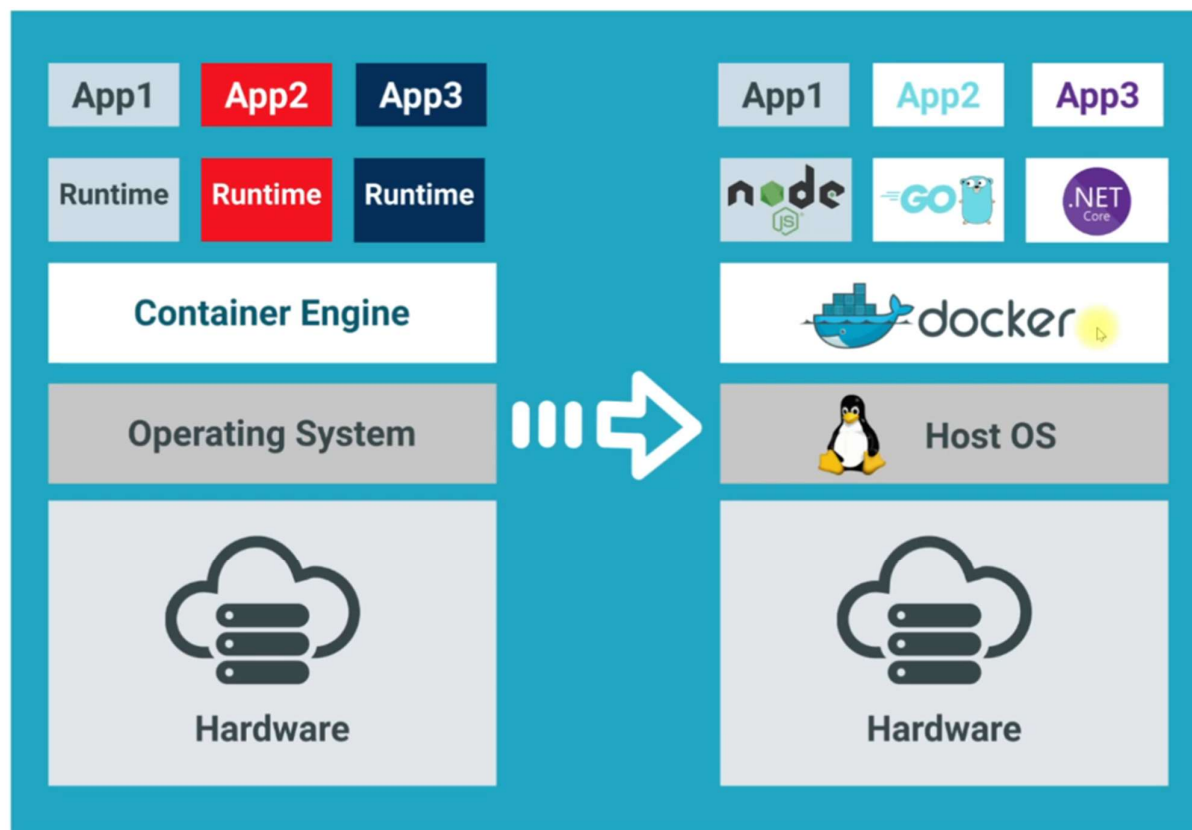 App1 App2 App3
Runtime Runtime Runtime
Container Engine
Operating System
Hardware
App1 App2 App3
node
JS
GO
.NET
Core
docker
Host OS
Hardware